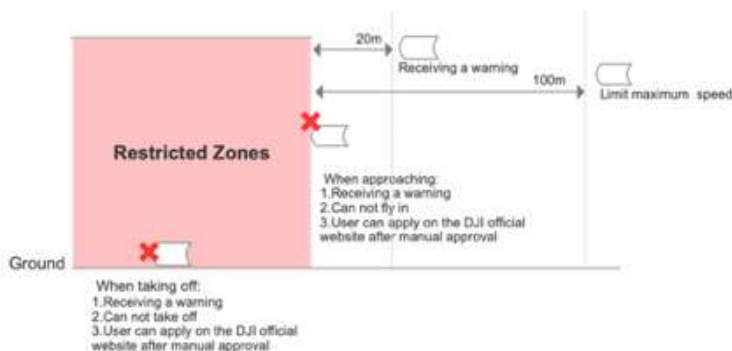 20m
Receiving a warning
100m
Limit maximum speed
Restricted Zones
When approaching:
1.Receiving a warning
2.Can not fly in
3.User can apply on the DJI official
website after manual approval
Ground
When taking off:
1.Receiving a warning
2.Can not take off
3.User can apply on the DJI official
website after manual approval